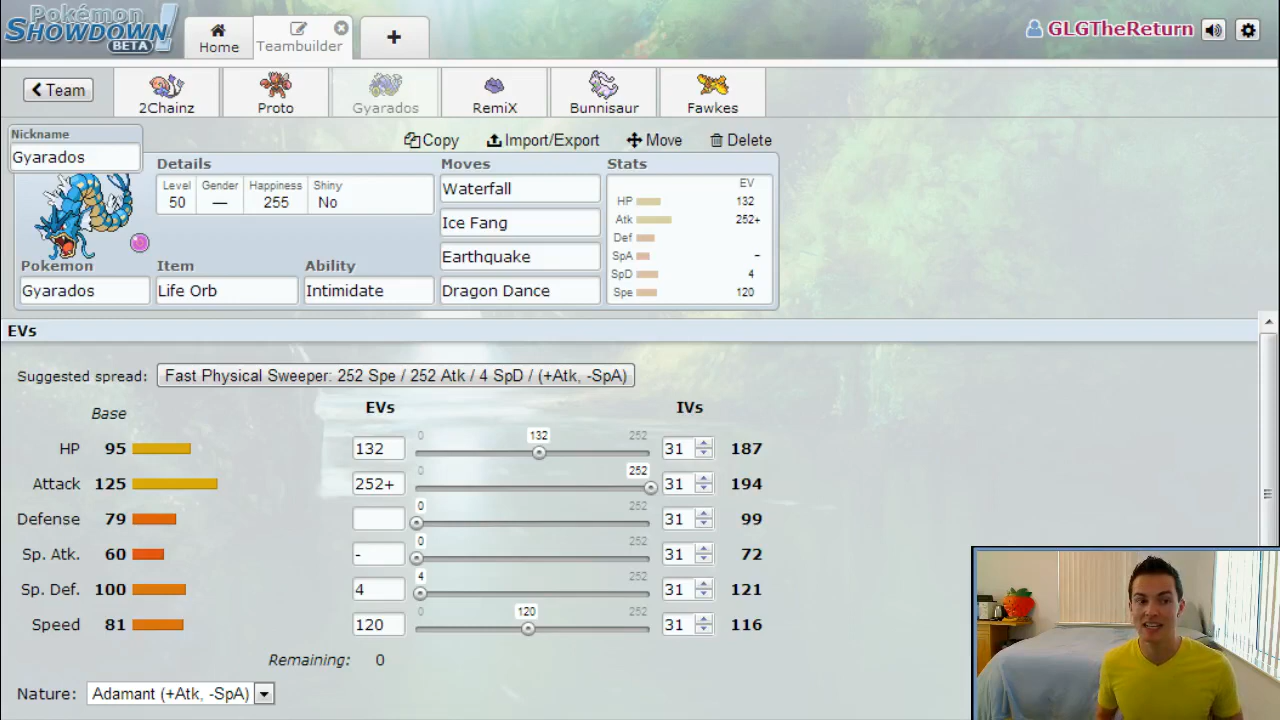 Pokémon
SHOWDOWN!
BETA
Home
Teambuilder
+
GLGTheReturn
Team
2Chainz
Proto
Gyarados
RemiX
Bunnisaur
Fawkes
Nickname
Gyarados
Copy
Import/Export
Move
Delete
Details
Moves
Stats
Level
Gender
Happiness
Shiny
50
—
255
No
Waterfall
Ice Fang
Earthquake
Dragon Dance
EV
HP 132
Atk 252+
Def
SpA –
SpD 4
Spe 120
Pokemon
Item
Ability
Gyarados
Life Orb
Intimidate
EVs
Suggested spread: Fast Physical Sweeper: 252 Spe / 252 Atk / 4 SpD / (+Atk, -SpA)
Base EVs IVs
HP 95 132 0 132 252 31 187
Attack 125 252+ 0 252 31 194
Defense 79 0 252 31 99
Sp. Atk. 60 - 0 252 31 72
Sp. Def. 100 4 4 252 31 121
Speed 81 120 0 120 252 31 116
Remaining: 0
Nature: Adamant (+Atk, -SpA)